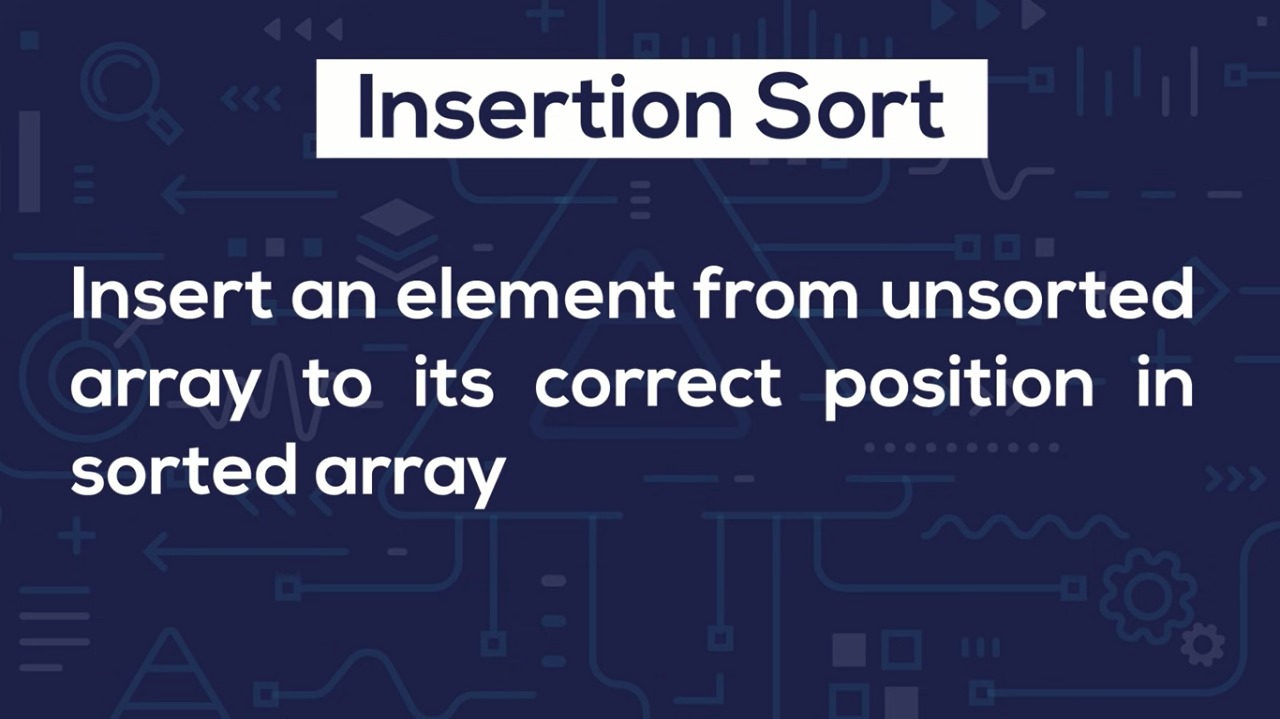 Insertion Sort
Insert an element from unsorted
array to its correct position in
sorted array